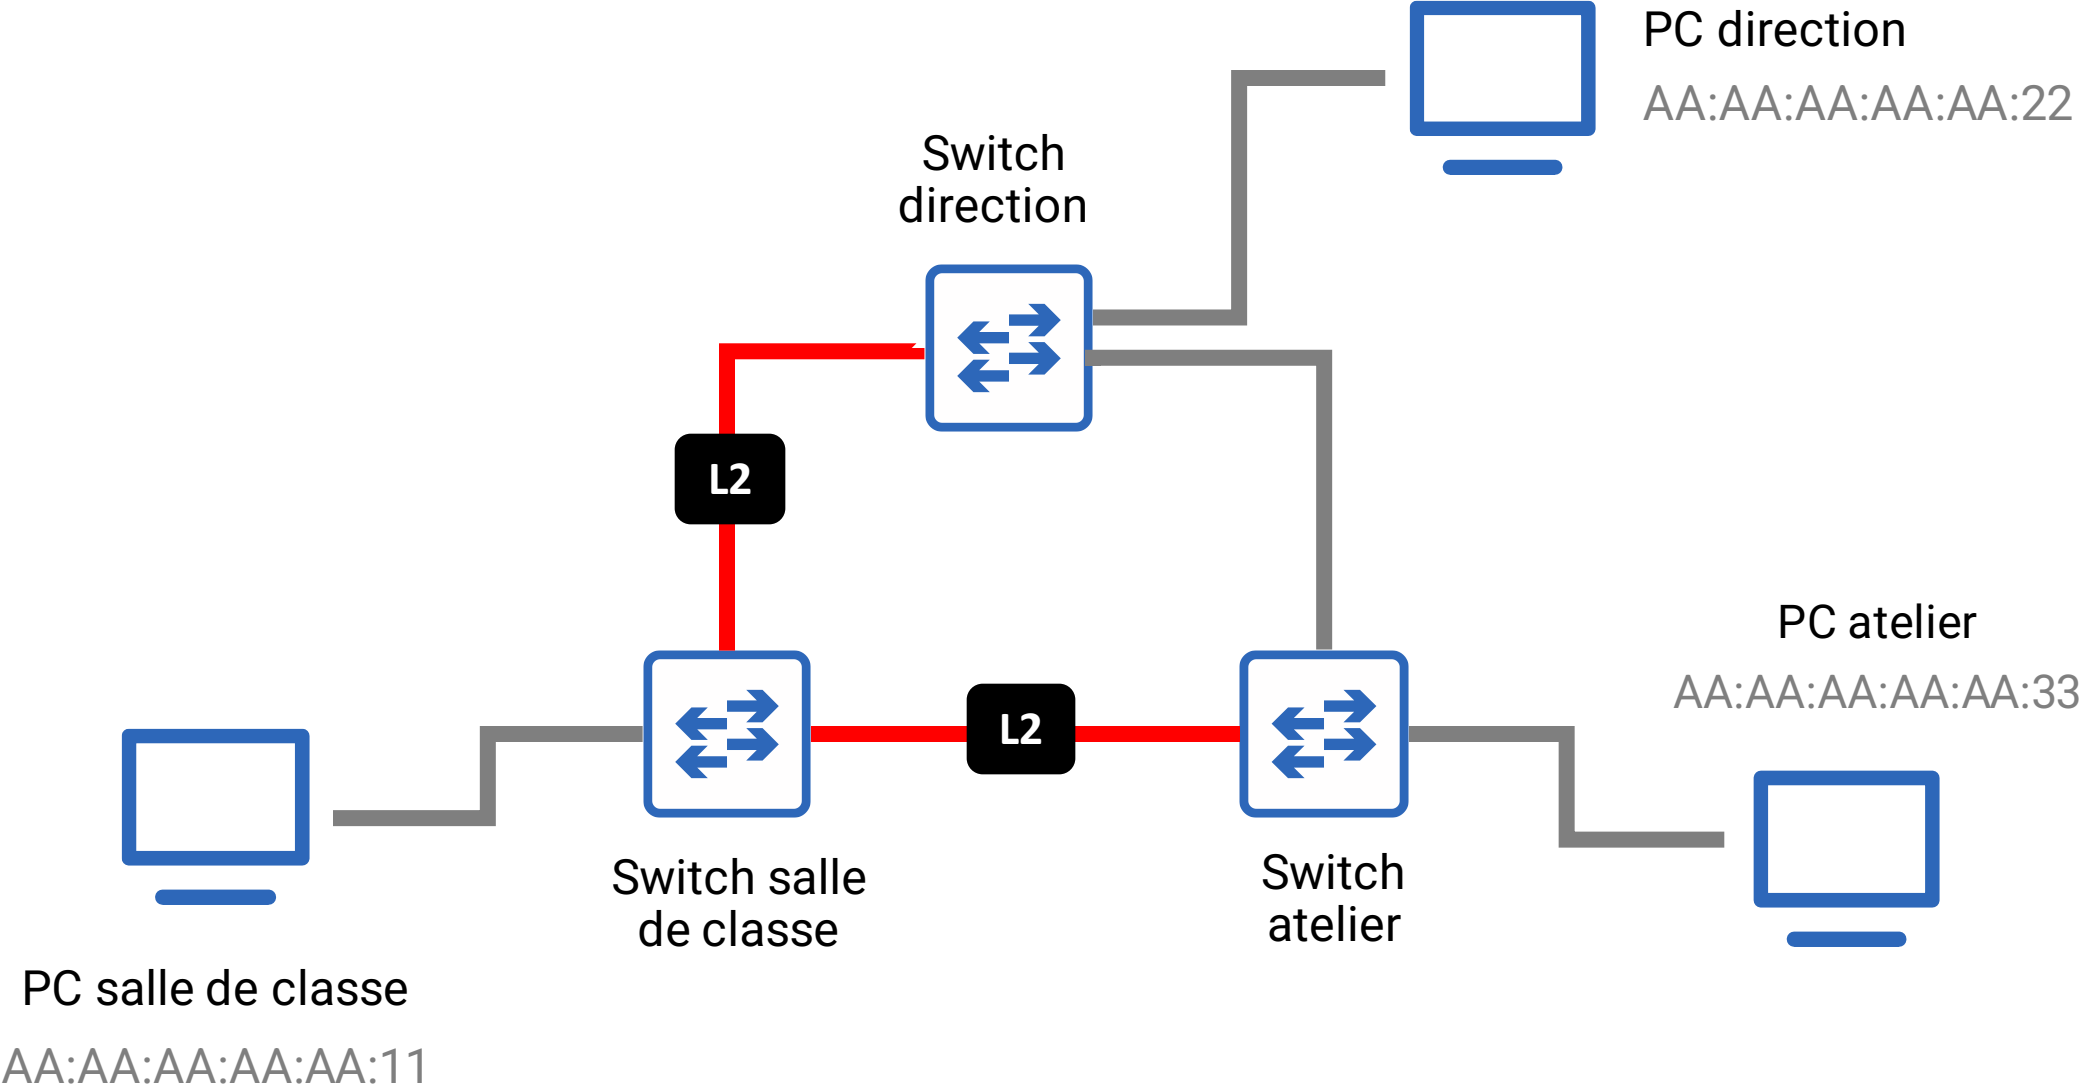 PC direction
AA:AA:AA:AA:AA:22
Switch
direction
L2
PC atelier
AA:AA:AA:AA:AA:33
L2
Switch salle
de classe
Switch
atelier
PC salle de classe
AA:AA:AA:AA:AA:11